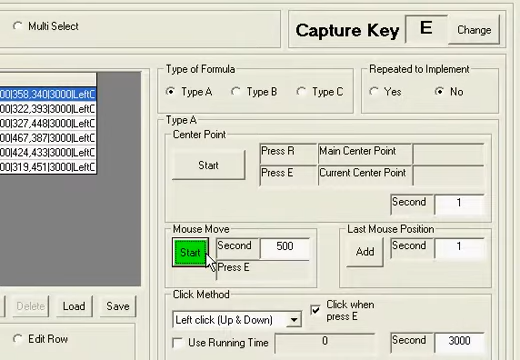 Multi Select
Capture Key E Change
Type of Formula
Type A Type B Type C
Repeated to Implement
Yes No
00|358,340|3000|LeftC
00|322,393|3000|LeftC
00|327,448|3000|LeftC
00|467,387|3000|LeftC
00|424,433|3000|LeftC
00|319,451|3000|LeftC
Type A
Center Point
Start
Press R Main Center Point
Press E Current Center Point
Second 1
Mouse Move
Start Second 500
Press E
Last Mouse Position
Add Second 1
Delete Load Save
Edit Row
Click Method
Left click (Up & Down)
Click when
press E
Use Running Time 0 Second 3000